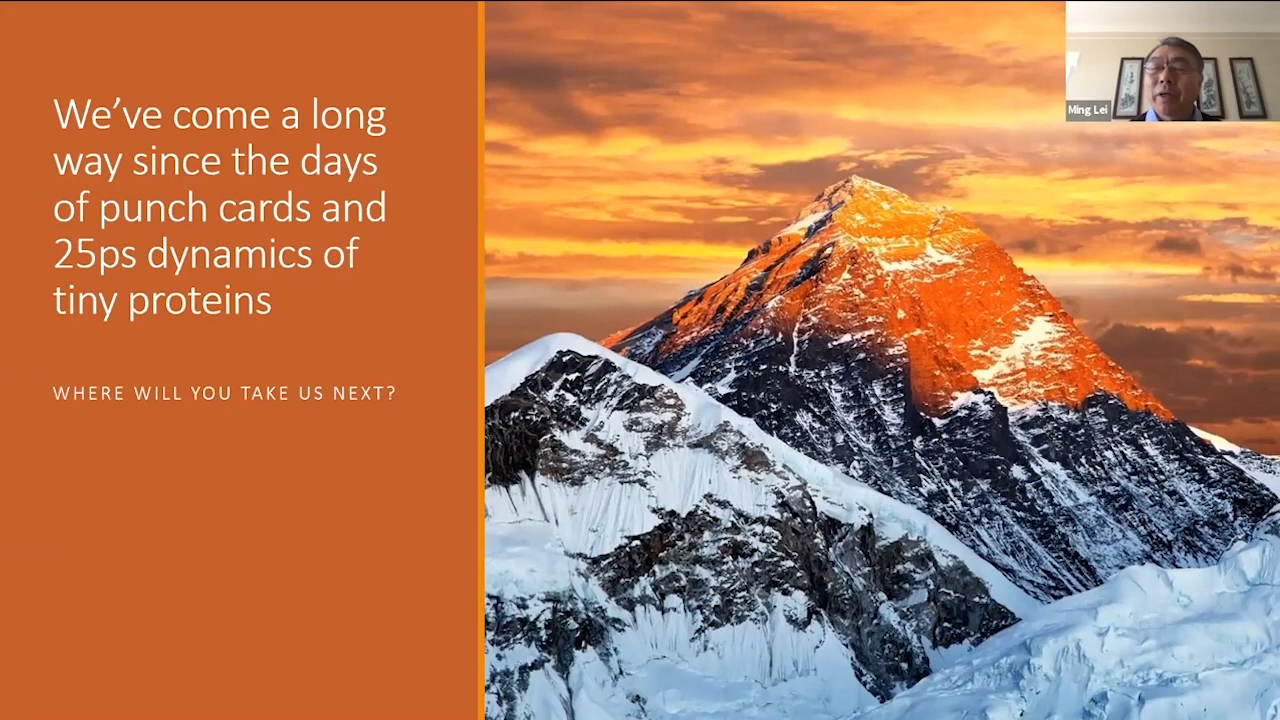 We’ve come a long
way since the days
of punch cards and
25ps dynamics of
tiny proteins
WHERE WILL YOU TAKE US NEXT?
Ming Lei